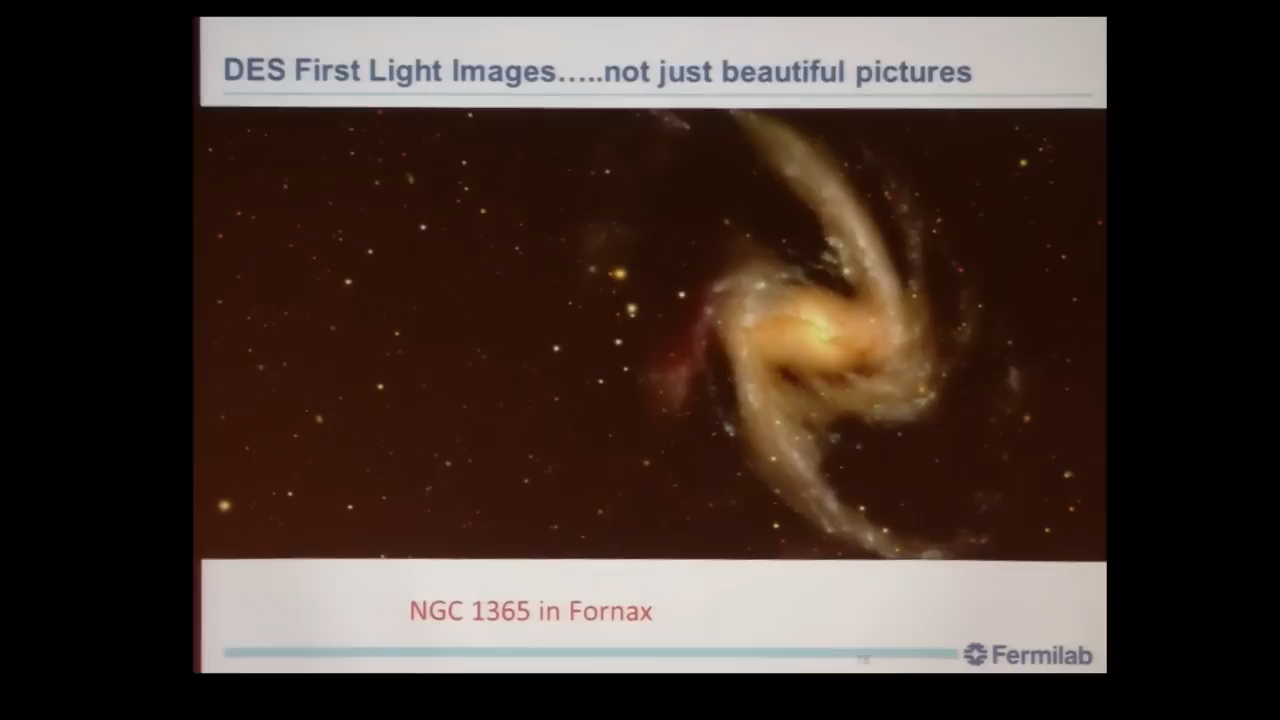 DES First Light Images…..not just beautiful pictures
NGC 1365 in Fornax
Fermilab